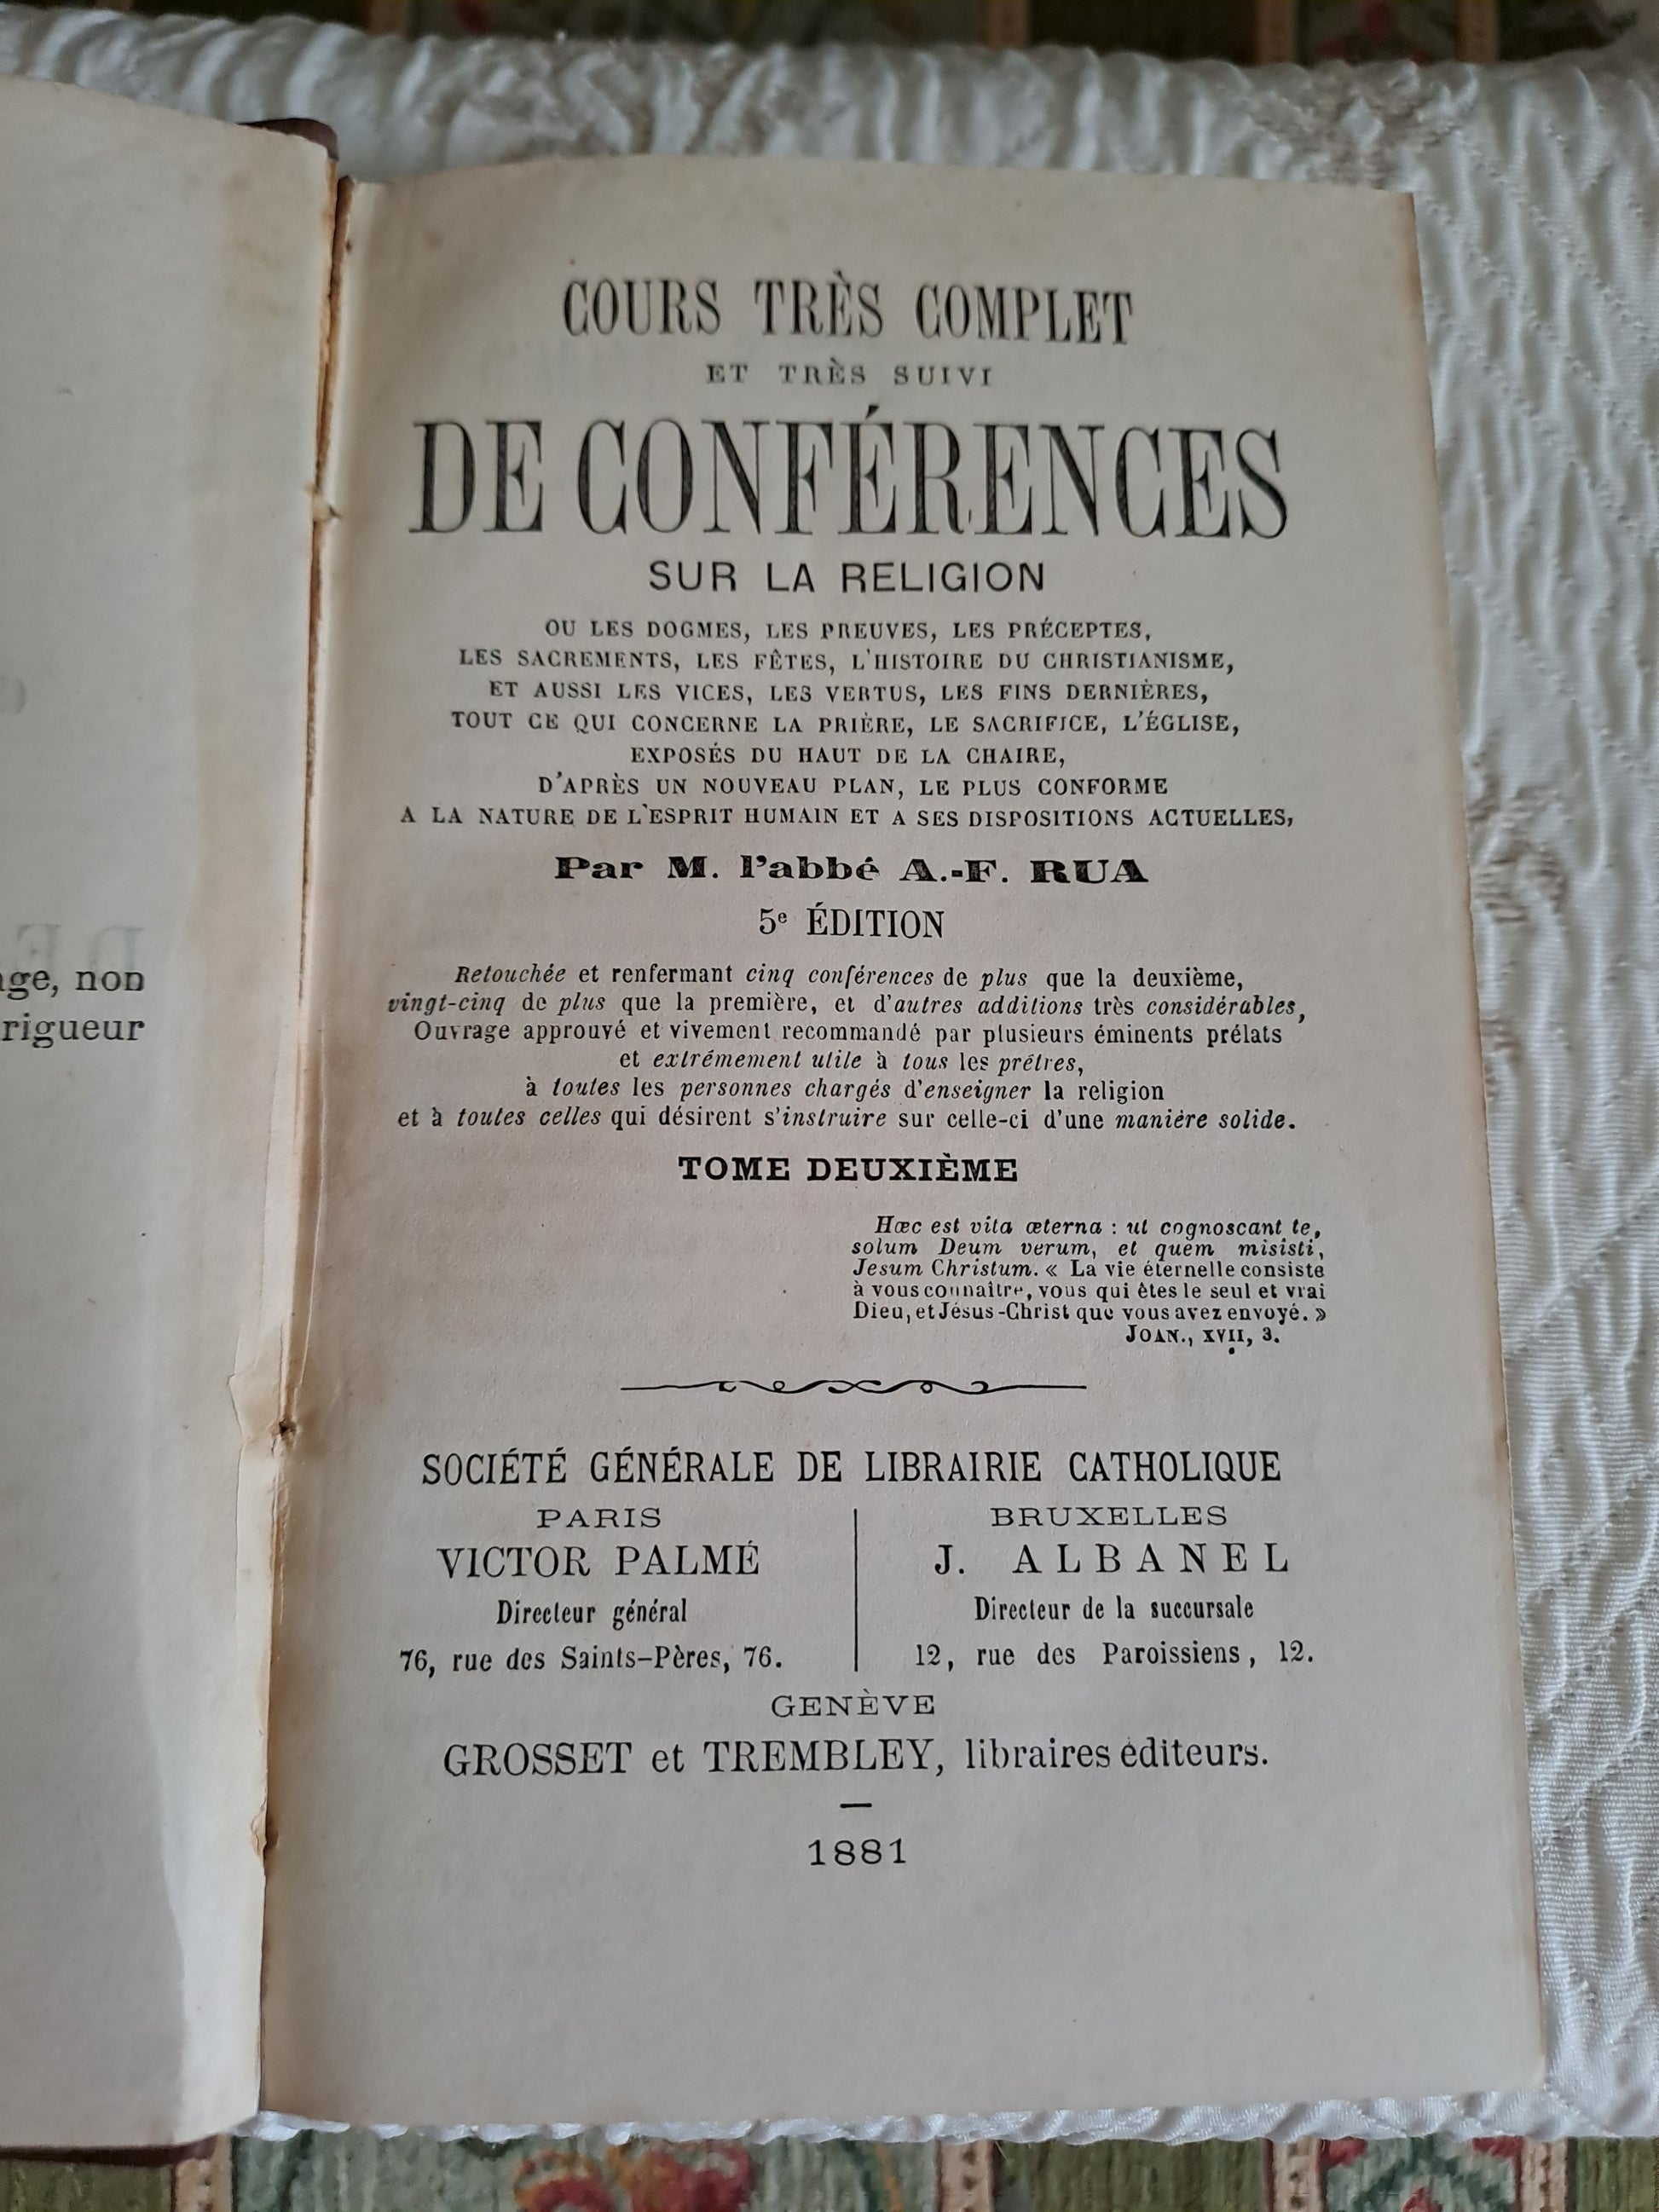 age, non
rigueur
COURS TRÈS COMPLET
ET TRÈS SUIVI
DE CONFÉRENCES
SUR LA RELIGION
OU LES DOGMES, LES PREUVES, LES PRÉCEPTES,
LES SACREMENTS, LES FÊTES, L'HISTOIRE DU CHRISTIANISME,
ET AUSSI LES VICES, LES VERTUS, LES FINS DERNIÈRES,
TOUT CE QUI CONCERNE LA PRIÈRE, LE SACRIFICE, L'ÉGLISE,
EXPOSÉS DU HAUT DE LA CHAIRE,
D'APRÈS UN NOUVEAU PLAN, LE PLUS CONFORME
A LA NATURE DE L'ESPRIT HUMAIN ET A SES DISPOSITIONS ACTUELLES,
Par M. l'abbé A.-F. RUA
5e ÉDITION
Retouchée et renfermant cinq conférences de plus que la deuxième,
vingt-cinq de plus que la première, et d'autres additions très considérables,
Ouvrage approuvé et vivement recommandé par plusieurs éminents prélats
et extrémement utile à tous les prétres,
à toutes les personnes chargés d'enseigner la religion
et à toutes celles qui désirent s'instruire sur celle-ci d'une manière solide.
TOME DEUXIÈME
Hæc est vita æterna : ut cognoscant te,
solum Deum verum, et quem misisti,
Jesum Christum. « La vie éternelle consiste
à vous connaître, vous qui êtes le seul et vrai
Dieu, et Jésus-Christ que vous avez envoyé. »
JOAN., XVII, 3.
SOCIÉTÉ GÉNÉRALE DE LIBRAIRIE CATHOLIQUE
PARIS
VICTOR PALMÉ
Directeur général
76, rue des Saints-Pères, 76.
BRUXELLES
J. ALBANEL
Directeur de la succursale
12, rue des Paroissiens, 12.
GENÈVE
GROSSET et TREMBLEY, libraires éditeurs.
1881